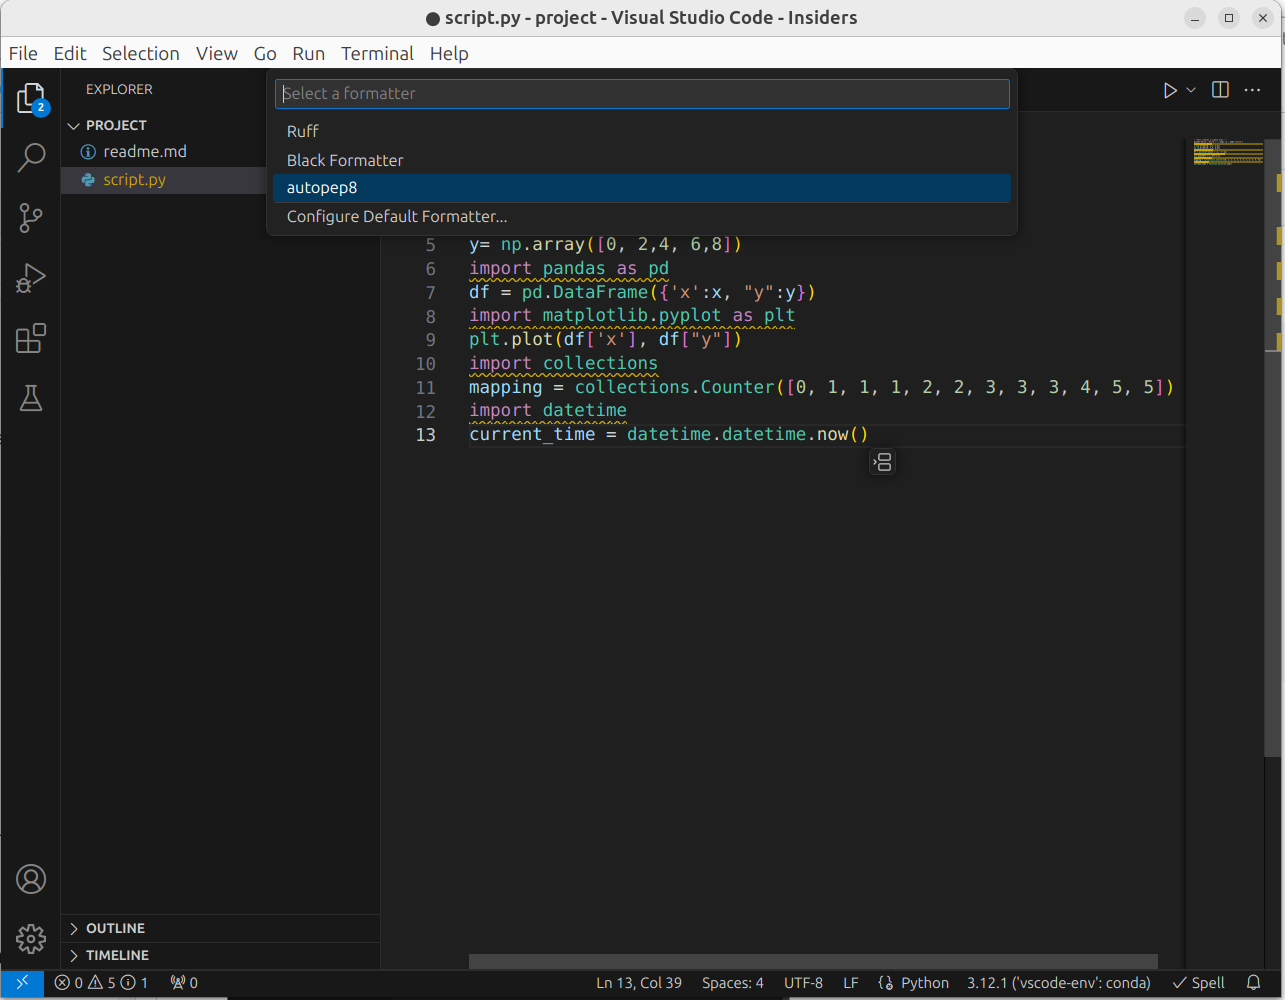 script.py - project - Visual Studio Code - Insiders
File Edit Selection View Go Run Terminal Help
2
EXPLORER
Select a formatter
PROJECT
Ruff
readme.md
Black Formatter
script.py
autopep8
Configure Default Formatter...
5 y= np.array([0, 2,4, 6,8])
6 import pandas as pd
7 df = pd.DataFrame({'x':x, "y":y})
8 import matplotlib.pyplot as plt
9 plt.plot(df['x'], df["y"])
10 import collections
11 mapping = collections.Counter([0, 1, 1, 1, 2, 2, 3, 3, 3, 4, 5, 5])
12 import datetime
13 current_time = datetime.datetime.now()
OUTLINE
TIMELINE
0 5 1 0 Ln 13, Col 39 Spaces: 4 UTF-8 LF Python 3.12.1 ('vscode-env': conda) Spell